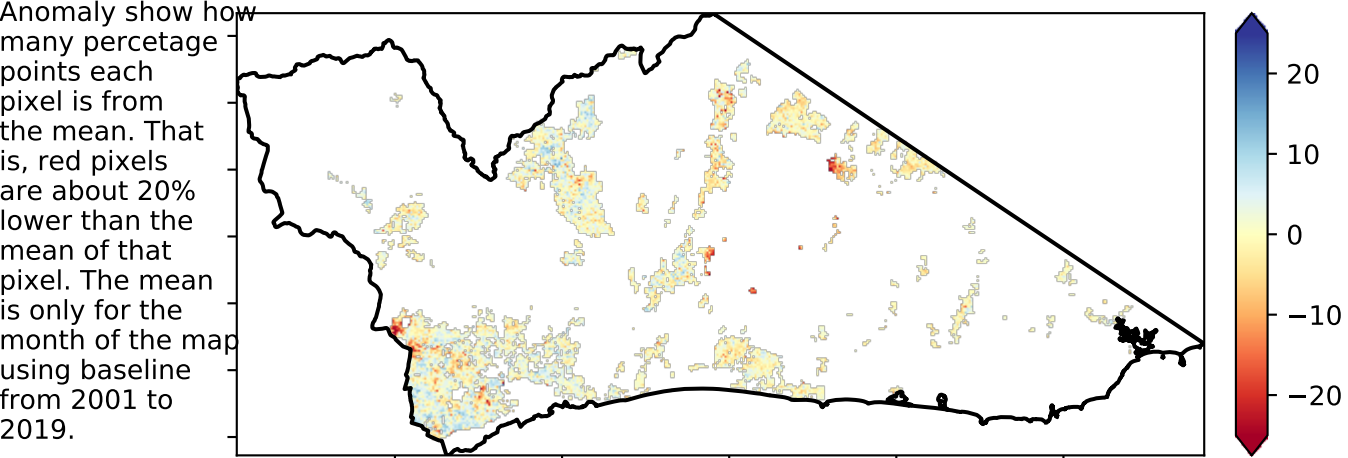 Anomaly show how
many percetage
points each
pixel is from
the mean. That
is, red pixels
are about 20%
lower than the
mean of that
pixel. The mean
is only for the
month of the map
using baseline
from 2001 to
2019.
20
10
0
−10
−20